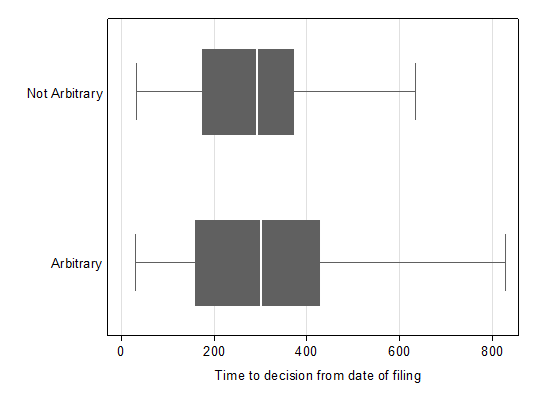 Not Arbitrary
Arbitrary
0 200 400 600 800
Time to decision from date of filing